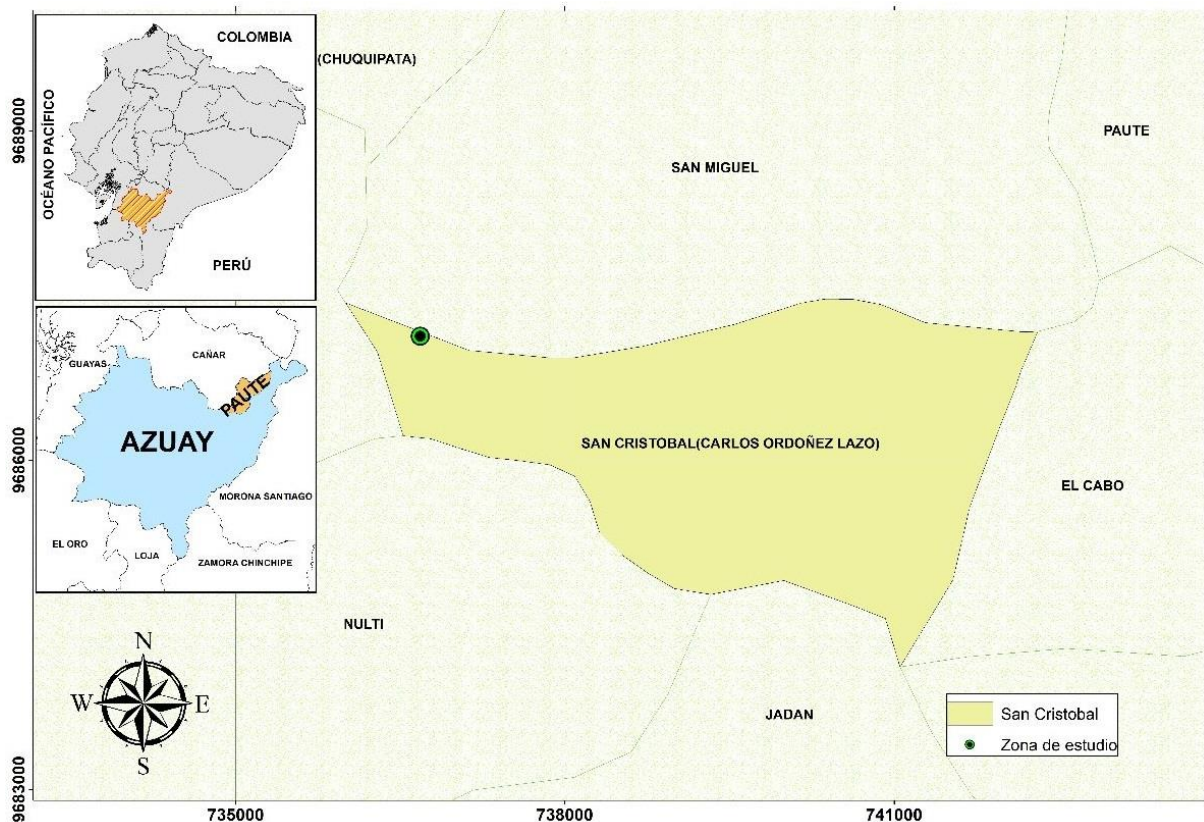 COLOMBIA
OCÉANO PACÍFICO
PERÚ
GUAYAS
CAÑAR
PAUTE
AZUAY
MORONA SANTIAGO
EL ORO
LOJA
ZAMORA CHINCHIPE
N
W
E
S
(CHUQUIPATA)
PAUTE
SAN MIGUEL
SAN CRISTOBAL(CARLOS ORDOÑEZ LAZO)
EL CABO
NULTI
JADAN
San Cristobal
Zona de estudio
9689000
9686000
9683000
735000
738000
741000